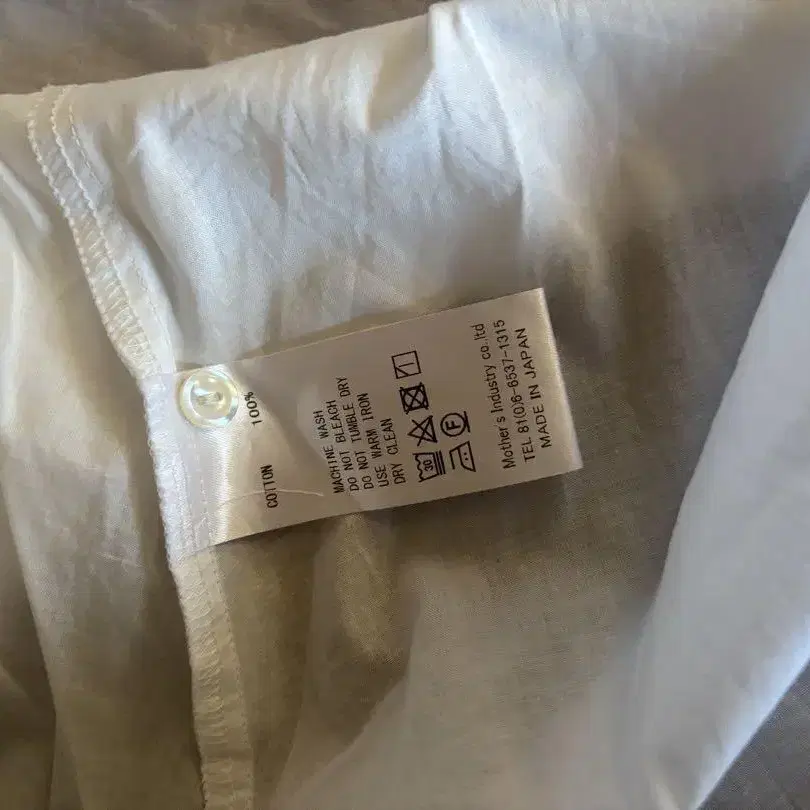 COTTON 100%
MACHINE WASH
DO NOT BLEACH
DO NOT TUMBLE DRY
USE WARM IRON
DRY CLEAN
30
F
Mother's Industry co.,ltd
TEL 81(0)6-6537-1315
MADE IN JAPAN